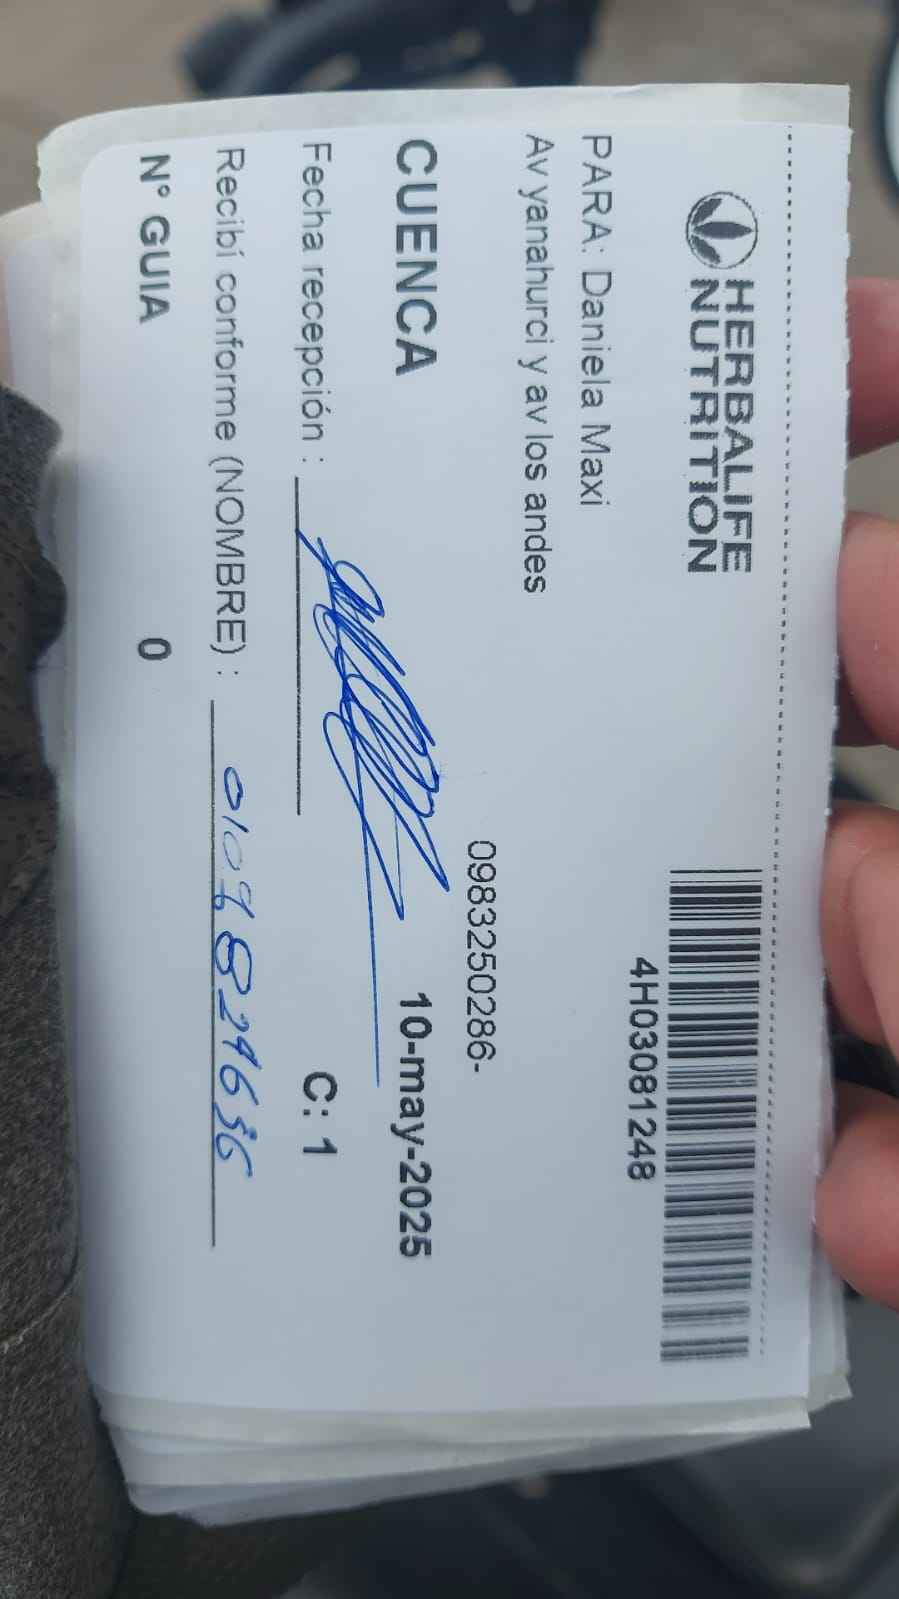 HERBALIFE
NUTRITION
4H03081248
PARA: Daniela Maxi
Av yanahurci y av los andes
0983250286-
CUENCA
10-may-2025
Fecha recepción :
C: 1
Recibí conforme (NOMBRE) :
N° GUIA 0